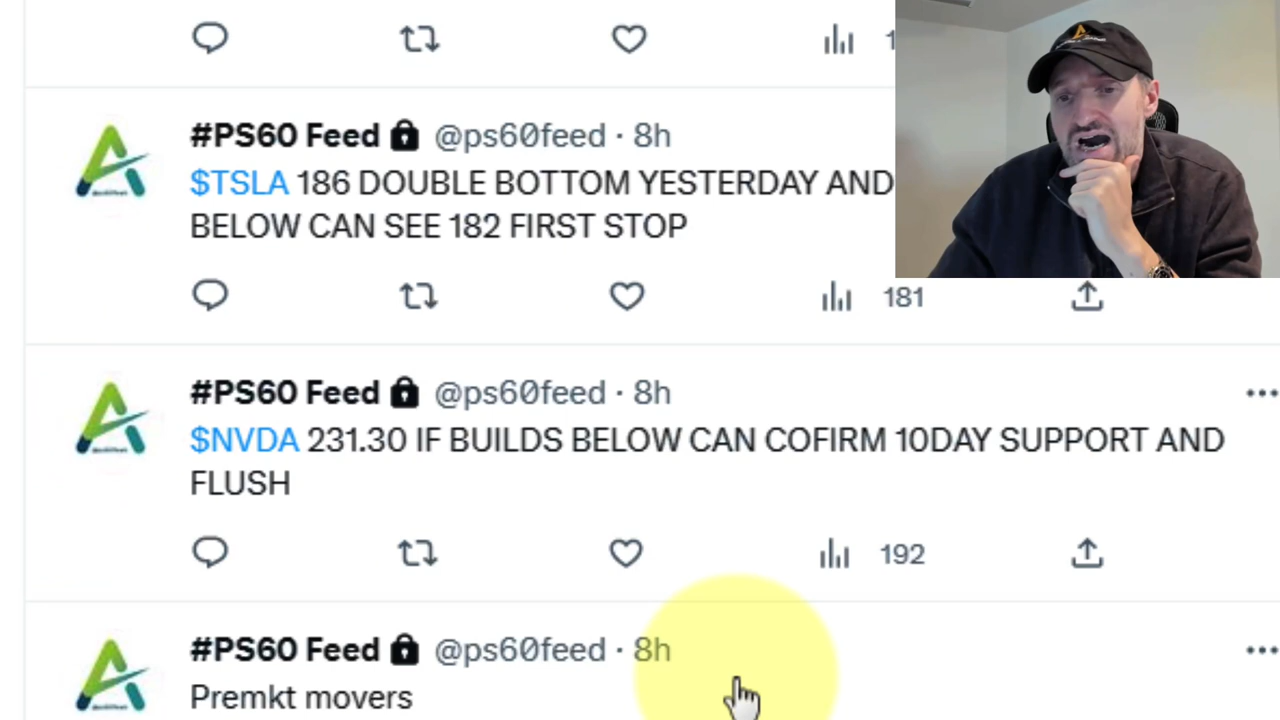 #PS60 Feed @ps60feed · 8h
$TSLA 186 DOUBLE BOTTOM YESTERDAY AND
BELOW CAN SEE 182 FIRST STOP
181
#PS60 Feed @ps60feed · 8h
$NVDA 231.30 IF BUILDS BELOW CAN COFIRM 10DAY SUPPORT AND
FLUSH
192
#PS60 Feed @ps60feed · 8h
Premkt movers